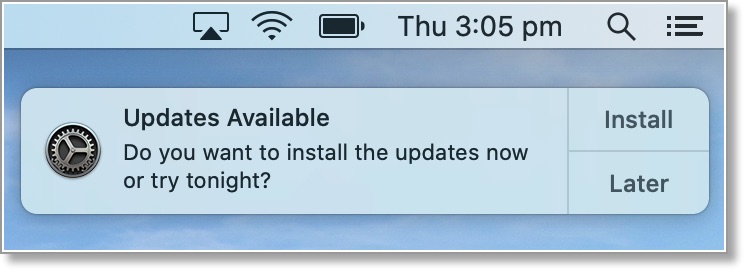 Thu 3:05 pm
Updates Available
Do you want to install the updates now
or try tonight?
Install
Later